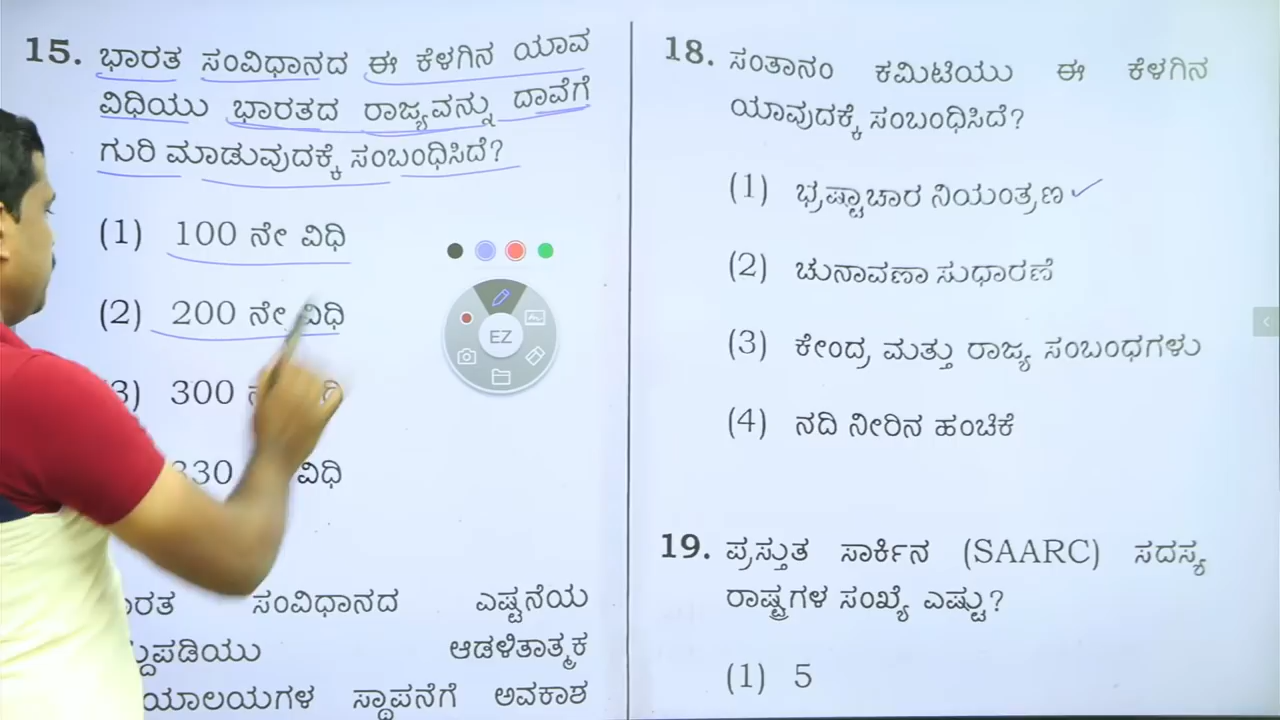 15. ಭಾರತ ಸಂವಿಧಾನದ ಈ ಕೆಳಗಿನ ಯಾವ
ವಿಧಿಯು ಭಾರತದ ರಾಜ್ಯವನ್ನು ದಾವೆಗೆ
ಗುರಿ ಮಾಡುವುದಕ್ಕೆ ಸಂಬಂಧಿಸಿದೆ?
(1) 100 ನೇ ವಿಧಿ
(2) 200 ನೇ ವಿಧಿ
3) 300
330 ವಿಧಿ
ಸಂವಿಧಾನದ ಎಷ್ಟನೆಯ
ಆಡಳಿತಾತ್ಮಕ
ಸ್ಥಾಪನೆಗೆ ಅವಕಾಶ
EZ
18. ಸಂತಾನಂ ಕಮಿಟಿಯು ಈ ಕೆಳಗಿನ
ಯಾವುದಕ್ಕೆ ಸಂಬಂಧಿಸಿದೆ?
(1) ಭ್ರಷ್ಟಾಚಾರ ನಿಯಂತ್ರಣ
(2) ಚುನಾವಣಾ ಸುಧಾರಣೆ
(3) ಕೇಂದ್ರ ಮತ್ತು ರಾಜ್ಯ ಸಂಬಂಧಗಳು
(4) ನದಿ ನೀರಿನ ಹಂಚಿಕೆ
19. ಪ್ರಸ್ತುತ ಸಾರ್ಕಿನ (SAARC) ಸದಸ್ಯ
ರಾಷ್ಟ್ರಗಳ ಸಂಖ್ಯೆ ಎಷ್ಟು?
(1) 5